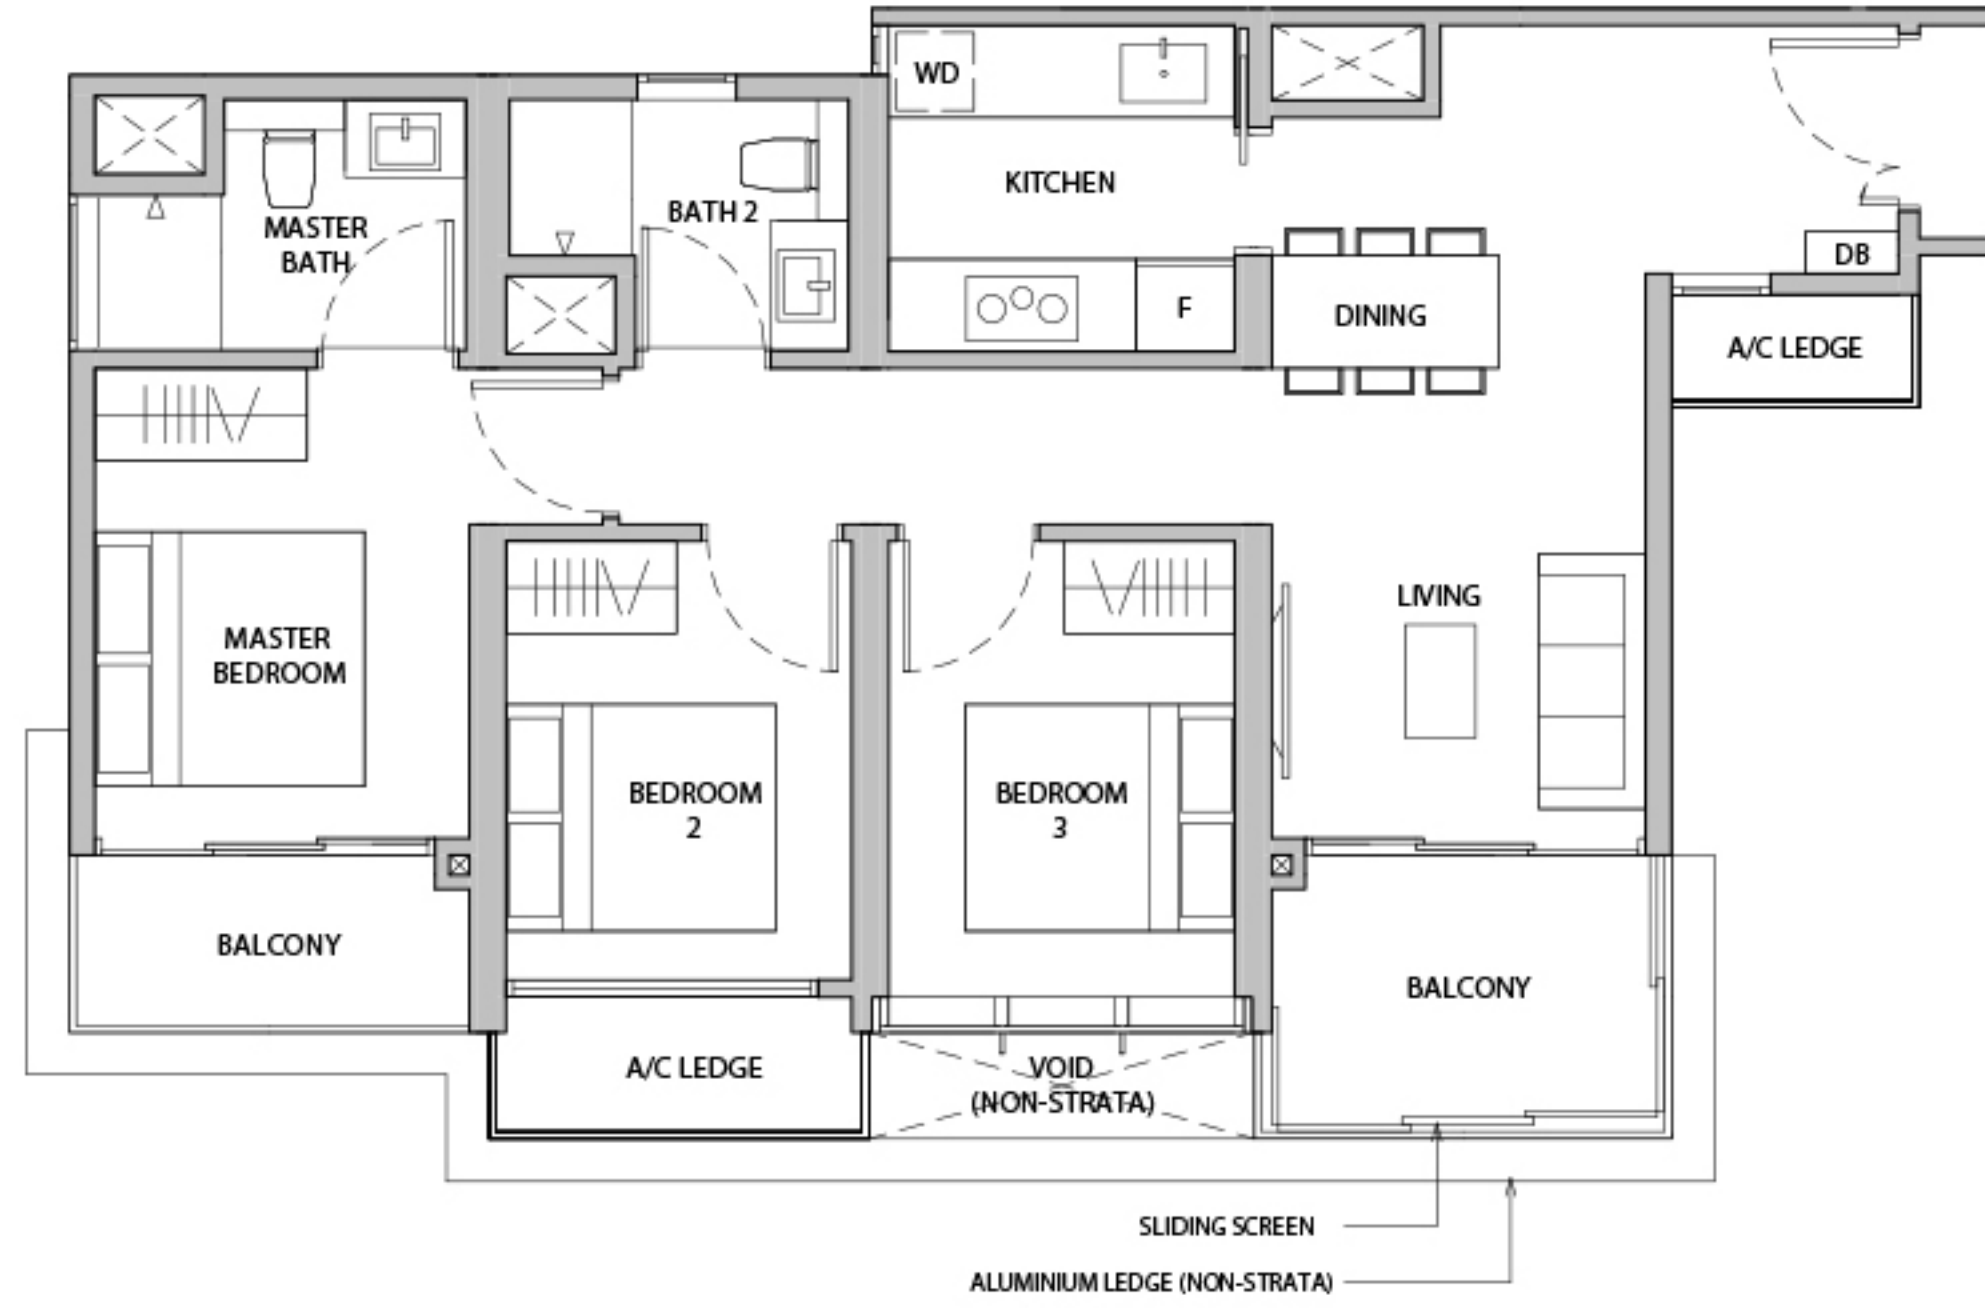 WD
KITCHEN
MASTER
BATH
BATH 2
DB
F
DINING
A/C LEDGE
LIVING
MASTER
BEDROOM
BEDROOM
2
BEDROOM
3
BALCONY
BALCONY
A/C LEDGE
VOID
(NON-STRATA)
SLIDING SCREEN
ALUMINIUM LEDGE (NON-STRATA)